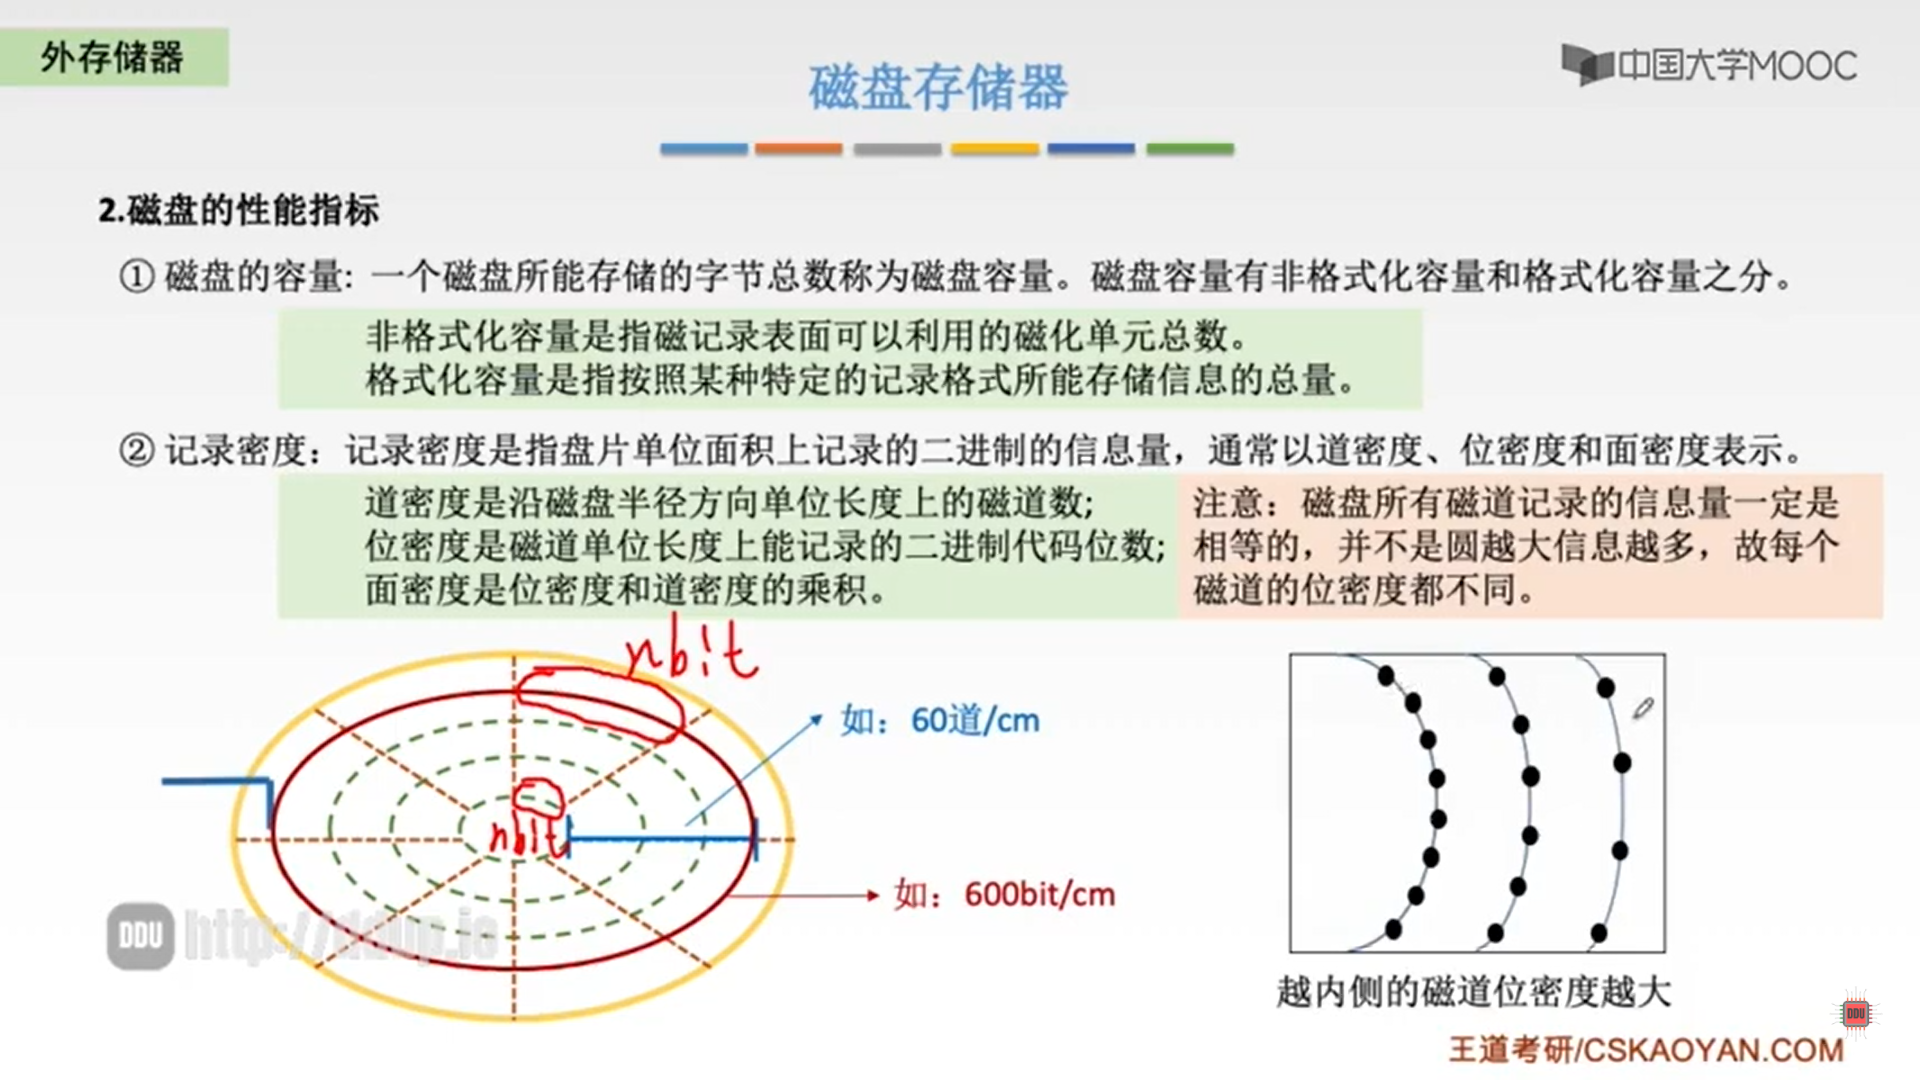 外存储器
中国大学MOOC
磁盘存储器
2.磁盘的性能指标
① 磁盘的容量: 一个磁盘所能存储的字节总数称为磁盘容量。磁盘容量有非格式化容量和格式化容量之分。
非格式化容量是指磁记录表面可以利用的磁化单元总数。
格式化容量是指按照某种特定的记录格式所能存储信息的总量。
② 记录密度：记录密度是指盘片单位面积上记录的二进制的信息量，通常以道密度、位密度和面密度表示。
道密度是沿磁盘半径方向单位长度上的磁道数;
位密度是磁道单位长度上能记录的二进制代码位数;
面密度是位密度和道密度的乘积。
注意：磁盘所有磁道记录的信息量一定是
相等的，并不是圆越大信息越多，故每个
磁道的位密度都不同。
nbit
如：60道/cm
nbit
如：600bit/cm
DDU http://ddup.io
越内侧的磁道位密度越大
DDU
王道考研/CSKAOYAN.COM